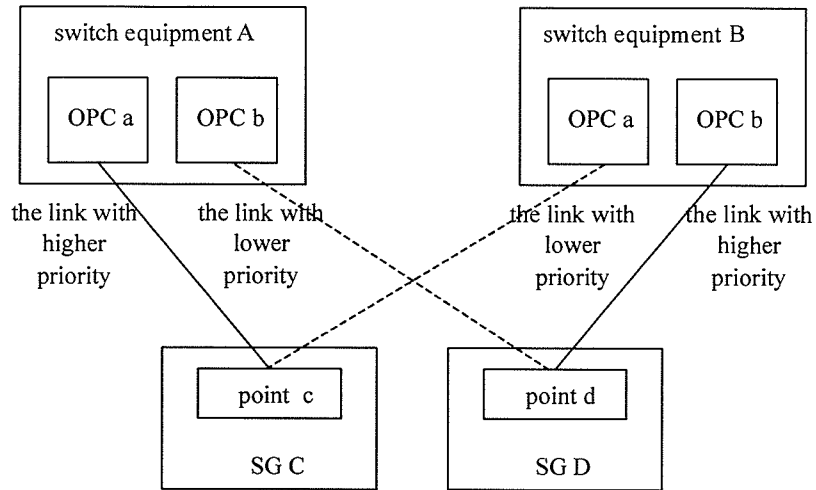 switch equipment A
switch equipment B
OPC a
OPC b
OPC a
OPC b
the link with
higher
priority
the link with
lower
priority
the link with
lower
priority
the link with
higher
priority
point c
point d
SG C
SG D